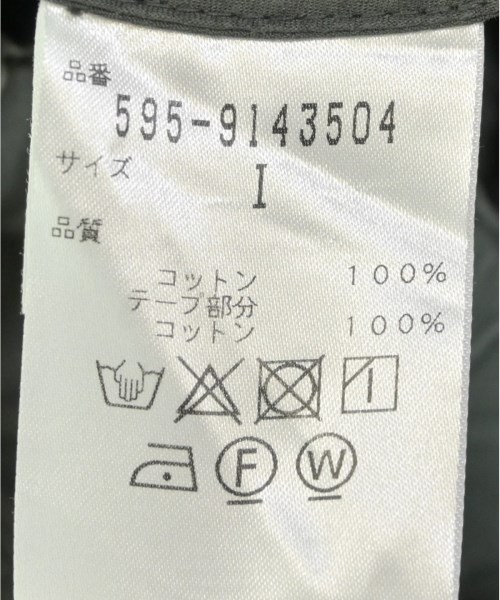 品番
595-9143504
サイズ
I
品質
コットン 100%
テープ部分
コットン 100%
F W